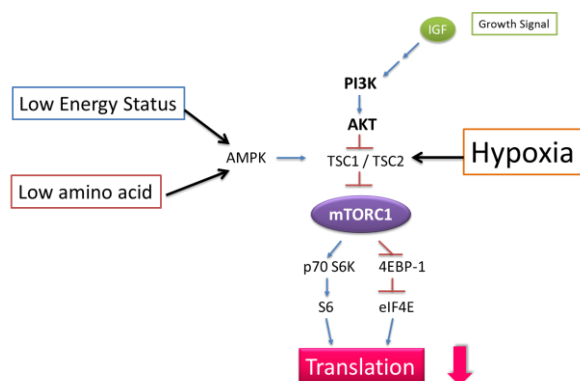 IGF
Growth Signal
PI3K
Low Energy Status
AKT
AMPK
TSC1 / TSC2
Hypoxia
Low amino acid
mTORC1
p70 S6K
4EBP-1
S6
eIF4E
Translation